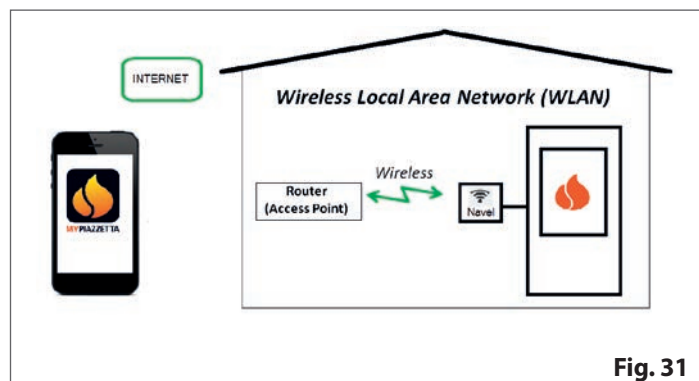 INTERNET
Wireless Local Area Network (WLAN)
Wireless
Router
(Access Point)
Navel
MYPIAZZETTA
Fig. 31